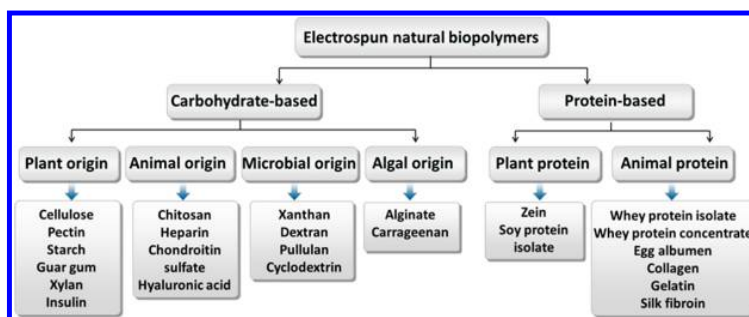 Electrospun natural biopolymers
Carbohydrate-based
Protein-based
Plant origin
Animal origin
Microbial origin
Algal origin
Plant protein
Animal protein
Cellulose
Pectin
Starch
Guar gum
Xylan
Insulin
Chitosan
Heparin
Chondroitin
sulfate
Hyaluronic acid
Xanthan
Dextran
Pullulan
Cyclodextrin
Alginate
Carrageenan
Zein
Soy protein
isolate
Whey protein isolate
Whey protein concentrate
Egg albumen
Collagen
Gelatin
Silk fibroin